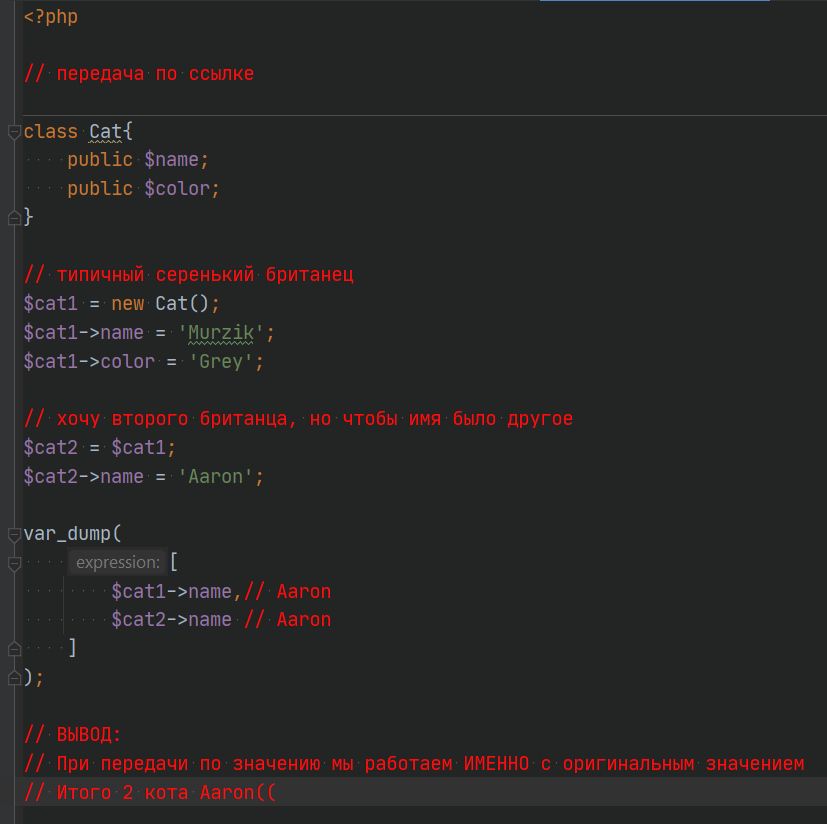 <?php
// передача по ссылке
class Cat{
public $name;
public $color;
}
// типичный серенький британец
$cat1 = new Cat();
$cat1->name = 'Murzik';
$cat1->color = 'Grey';
// хочу второго британца, но чтобы имя было другое
$cat2 = $cat1;
$cat2->name = 'Aaron';
var_dump(
expression: [
$cat1->name,// Aaron
$cat2->name // Aaron
]
);
// ВЫВОД:
// При передачи по значению мы работаем ИМЕННО с оригинальным значением
// Итого 2 кота Aaron((